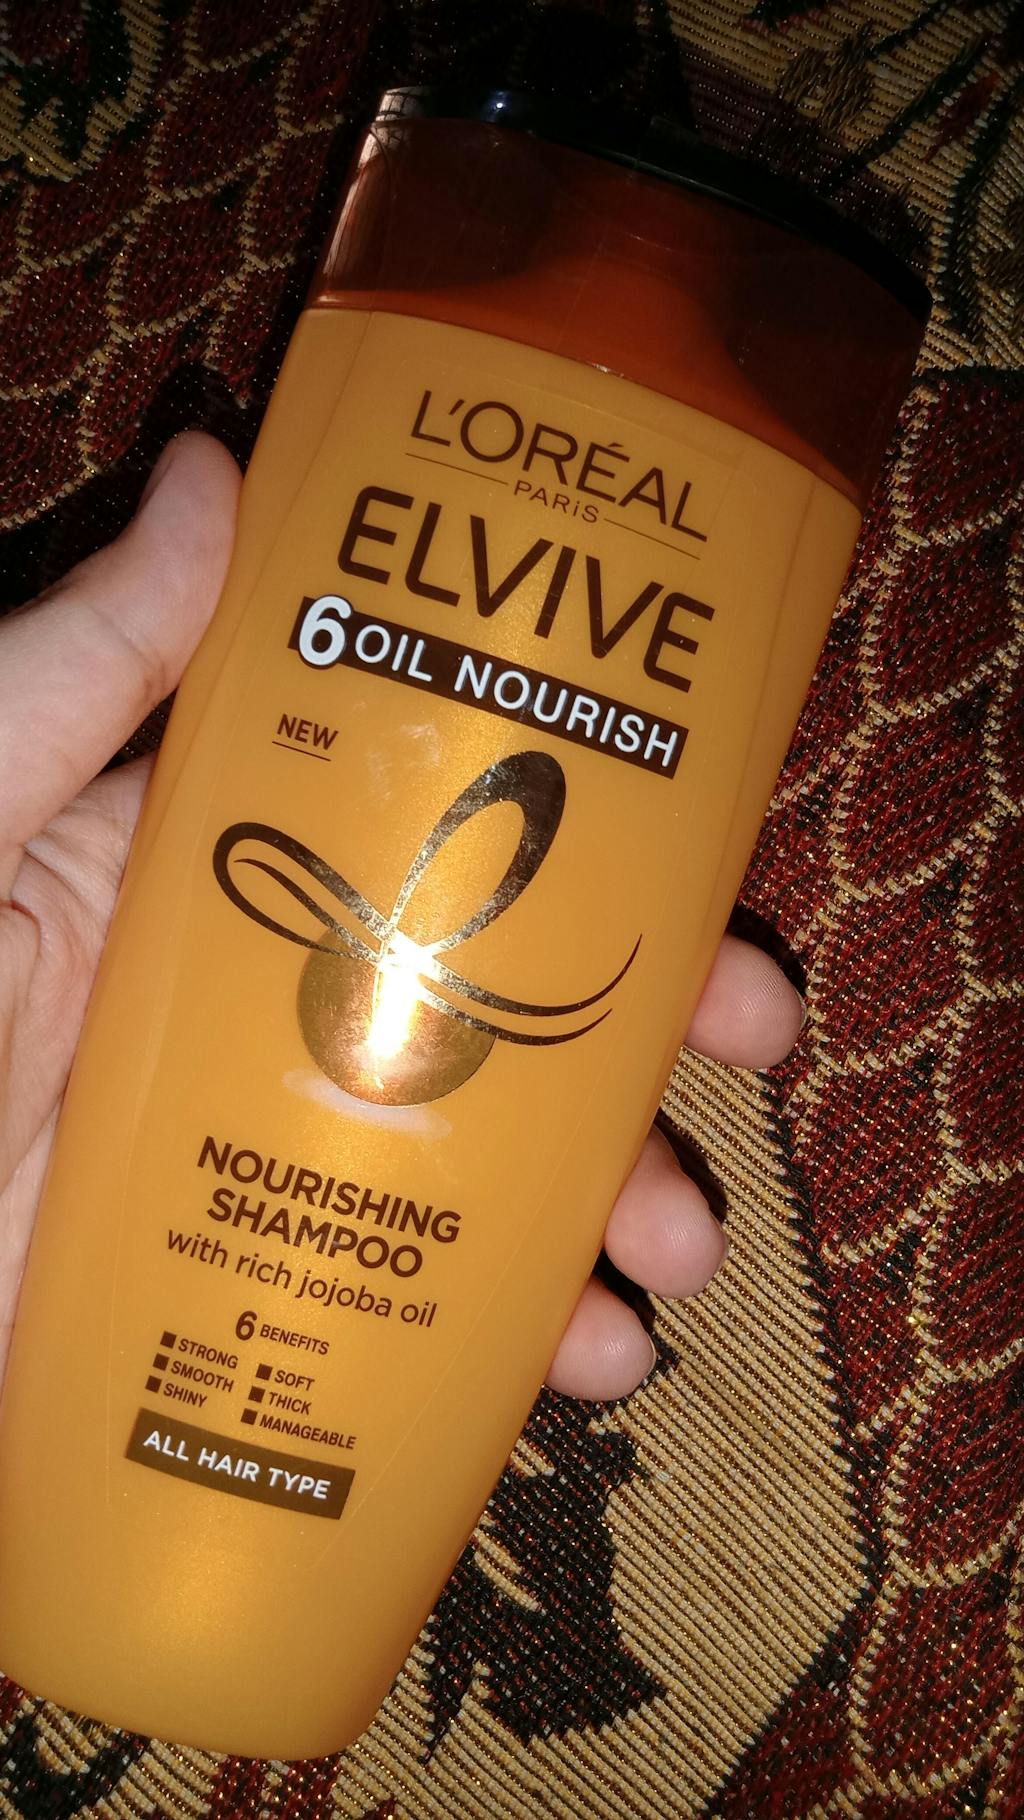 L'ORÉAL
PARiS
ELVIVE
6 OIL NOURISH
NEW
NOURISHING
SHAMPOO
with rich jojoba oil
6 BENEFITS
STRONG
SMOOTH
SHINY
SOFT
THICK
MANAGEABLE
ALL HAIR TYPE